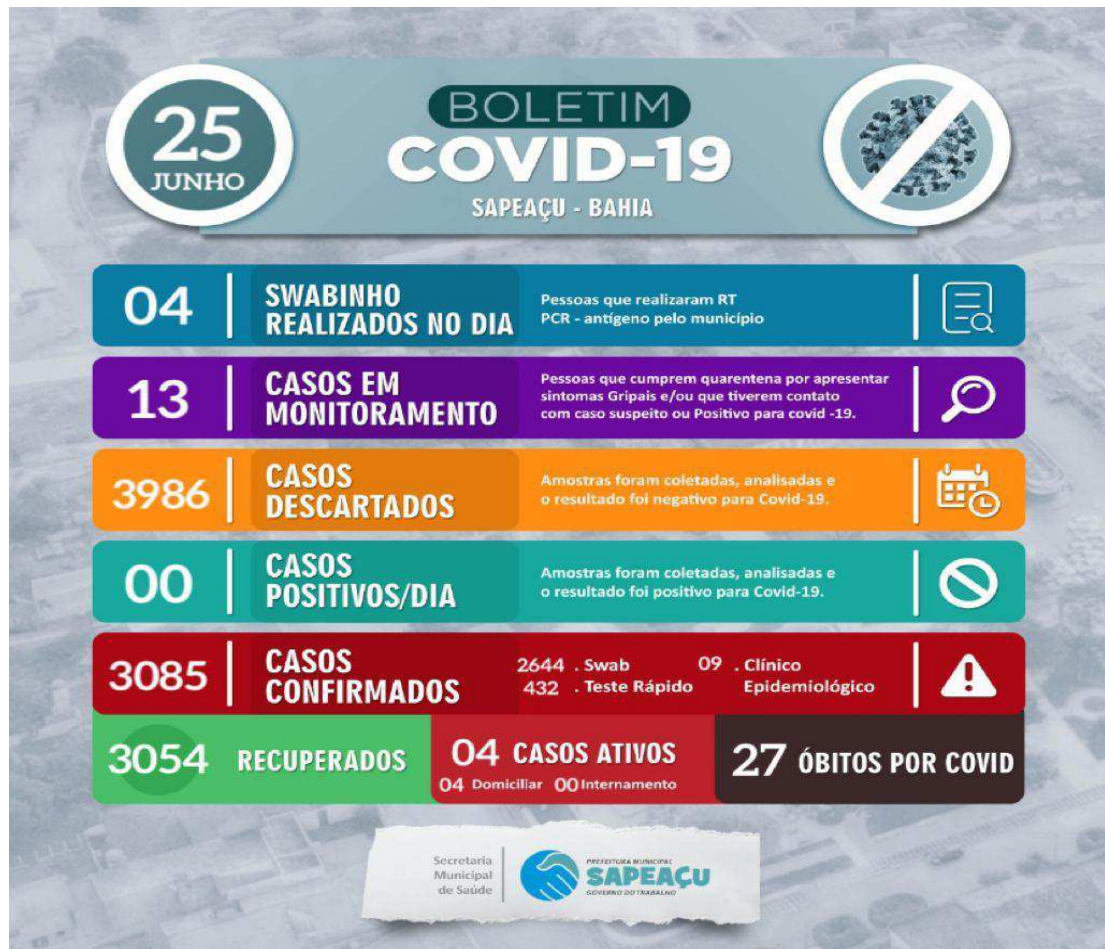 25
JUNHO
BOLETIM
COVID-19
SAPEAÇU - BAHIA
04
SWABINHO
REALIZADOS NO DIA
Pessoas que realizaram RT
PCR - antígeno pelo município
13
CASOS EM
MONITORAMENTO
Pessoas que cumprem quarentena por apresentar
sintomas Gripais e/ou que tiverem contato
com caso suspeito ou Positivo para covid -19.
3986
CASOS
DESCARTADOS
Amostras foram coletadas, analisadas e
o resultado foi negativo para Covid-19.
00
CASOS
POSITIVOS/DIA
Amostras foram coletadas, analisadas e
o resultado foi positivo para Covid-19.
3085
CASOS
CONFIRMADOS
2644 . Swab
432 . Teste Rápido
09 . Clínico
Epidemiológico
3054 RECUPERADOS
04 CASOS ATIVOS
04 Domiciliar 00 Internamento
27 ÓBITOS POR COVID
Secretaria
Municipal
de Saúde
PREFEITURA MUNICIPAL
SAPEAÇU
GOVERNO DO TRABALHO